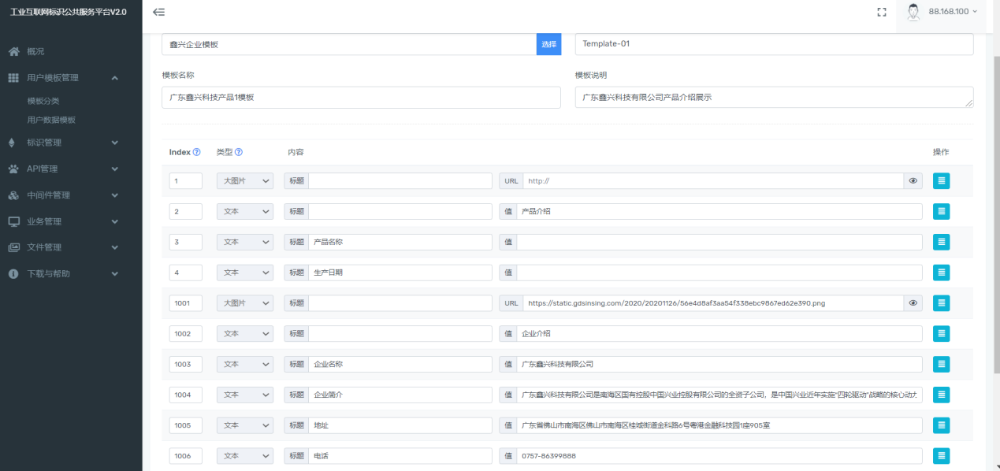 工业互联网标识公共服务平台V2.0
88.168.100
概况
用户模板管理
模板分类
用户数据模板
标识管理
API管理
中间件管理
业务管理
文件管理
下载与帮助
鑫兴企业模板 选择 Template-01
模板名称 模板说明
广东鑫兴科技产品1模板 广东鑫兴科技有限公司产品介绍展示
Index 类型 内容 操作
1 大图片 标题 URL http://
2 文本 标题 值 产品介绍
3 文本 标题 产品名称 值
4 文本 标题 生产日期 值
1001 大图片 标题 URL https://static.gdsinsing.com/2020/20201126/56e4d8af3aa54f338ebc9867ed62e390.png
1002 文本 标题 值 企业介绍
1003 文本 标题 企业名称 值 广东鑫兴科技有限公司
1004 文本 标题 企业简介 值 广东鑫兴科技有限公司是南海区国有控股中国兴业控股有限公司的全资子公司，是中国兴业近年实施“四轮驱动”战略的核心动力
1005 文本 标题 地址 值 广东省佛山市南海区佛山市南海区桂城街道金科路6号粤港金融科技园1座905室
1006 文本 标题 电话 值 0757-86399888